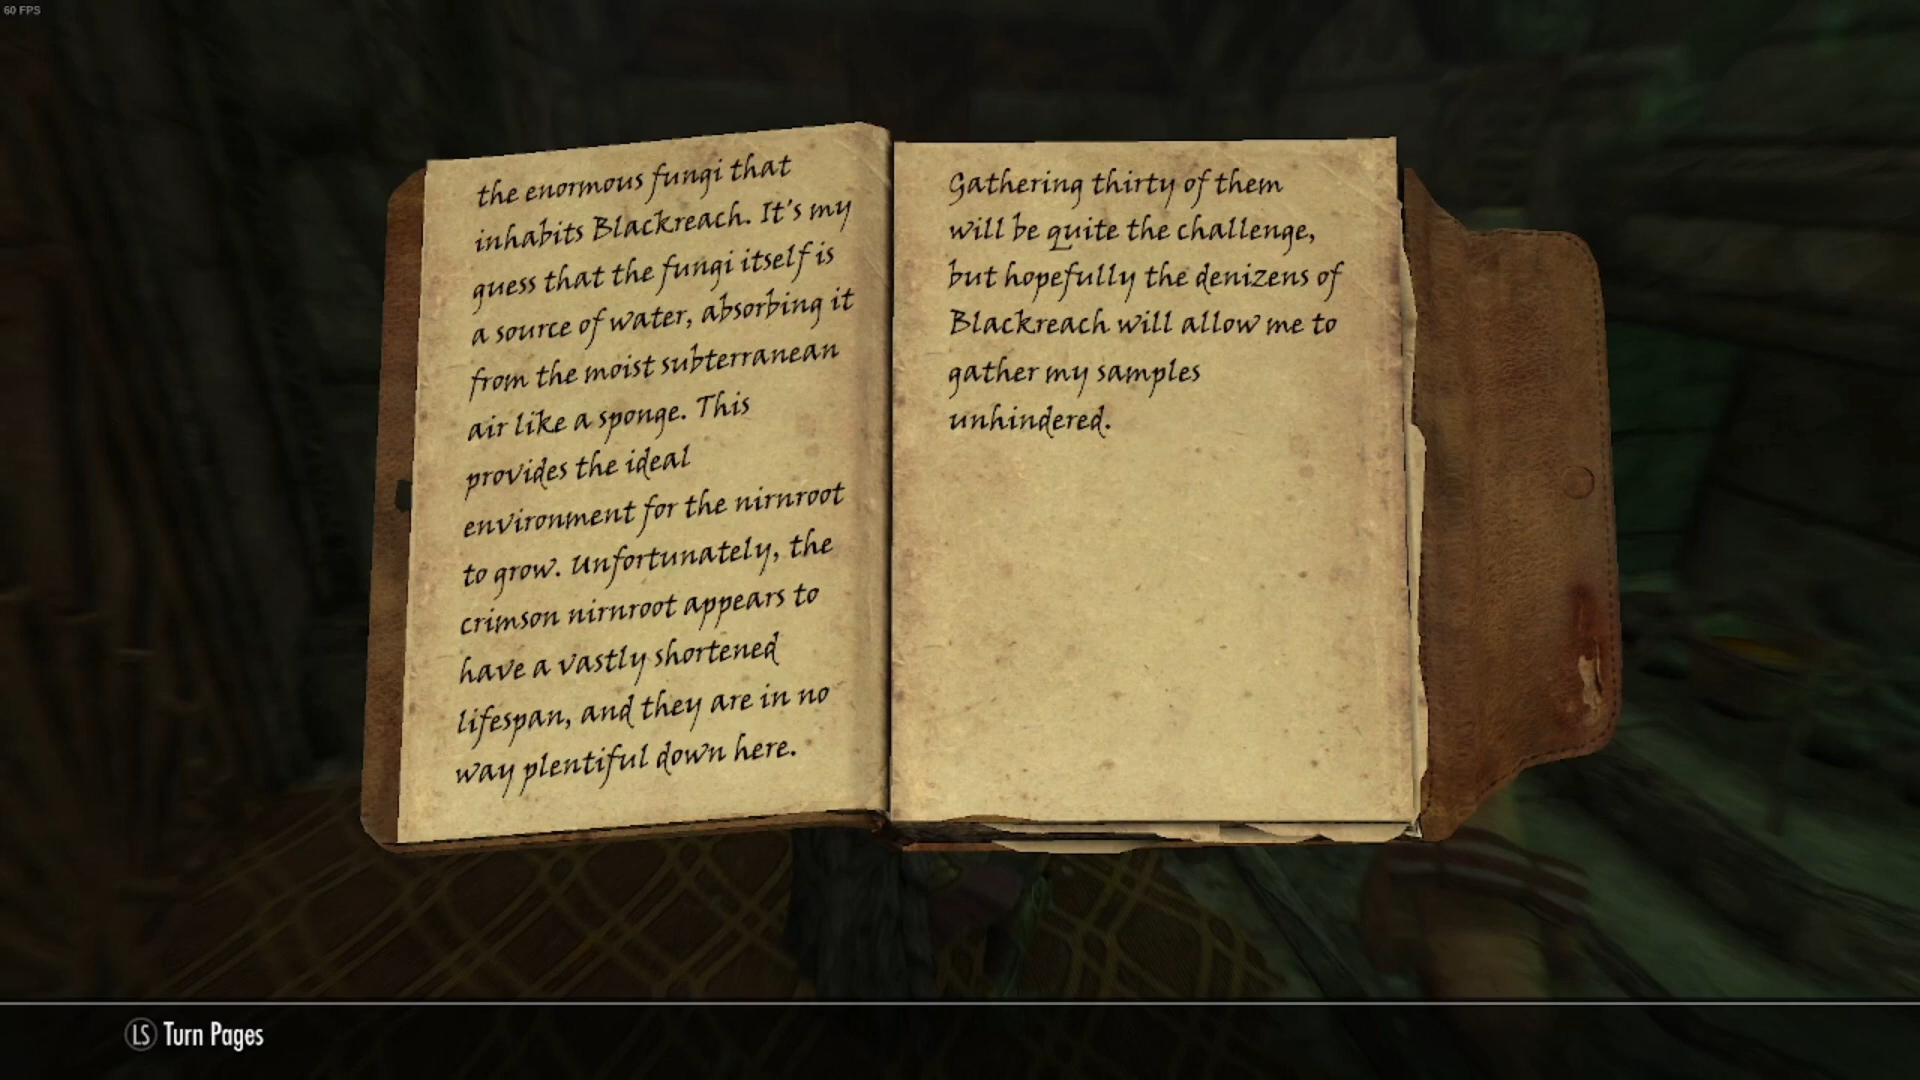 60 FPS
the enormous fungi that
inhabits Blackreach. It's my
guess that the fungi itself is
a source of water, absorbing it
from the moist subterranean
air like a sponge. This
provides the ideal
environment for the nirnroot
to grow. Unfortunately, the
crimson nirnroot appears to
have a vastly shortened
lifespan, and they are in no
way plentiful down here.
Gathering thirty of them
will be quite the challenge,
but hopefully the denizens of
Blackreach will allow me to
gather my samples
unhindered.
LS Turn Pages